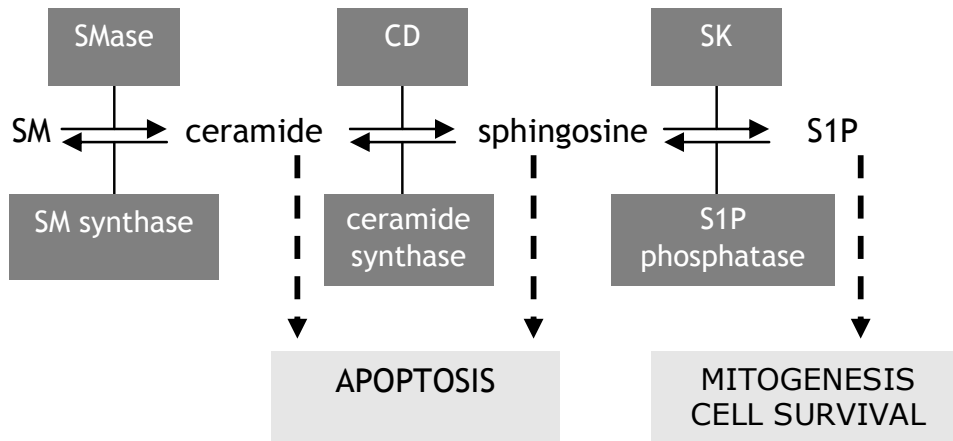 SMase
CD
SK
SM
ceramide
sphingosine
S1P
SM synthase
ceramide
synthase
S1P
phosphatase
APOPTOSIS
MITOGENESIS
CELL SURVIVAL